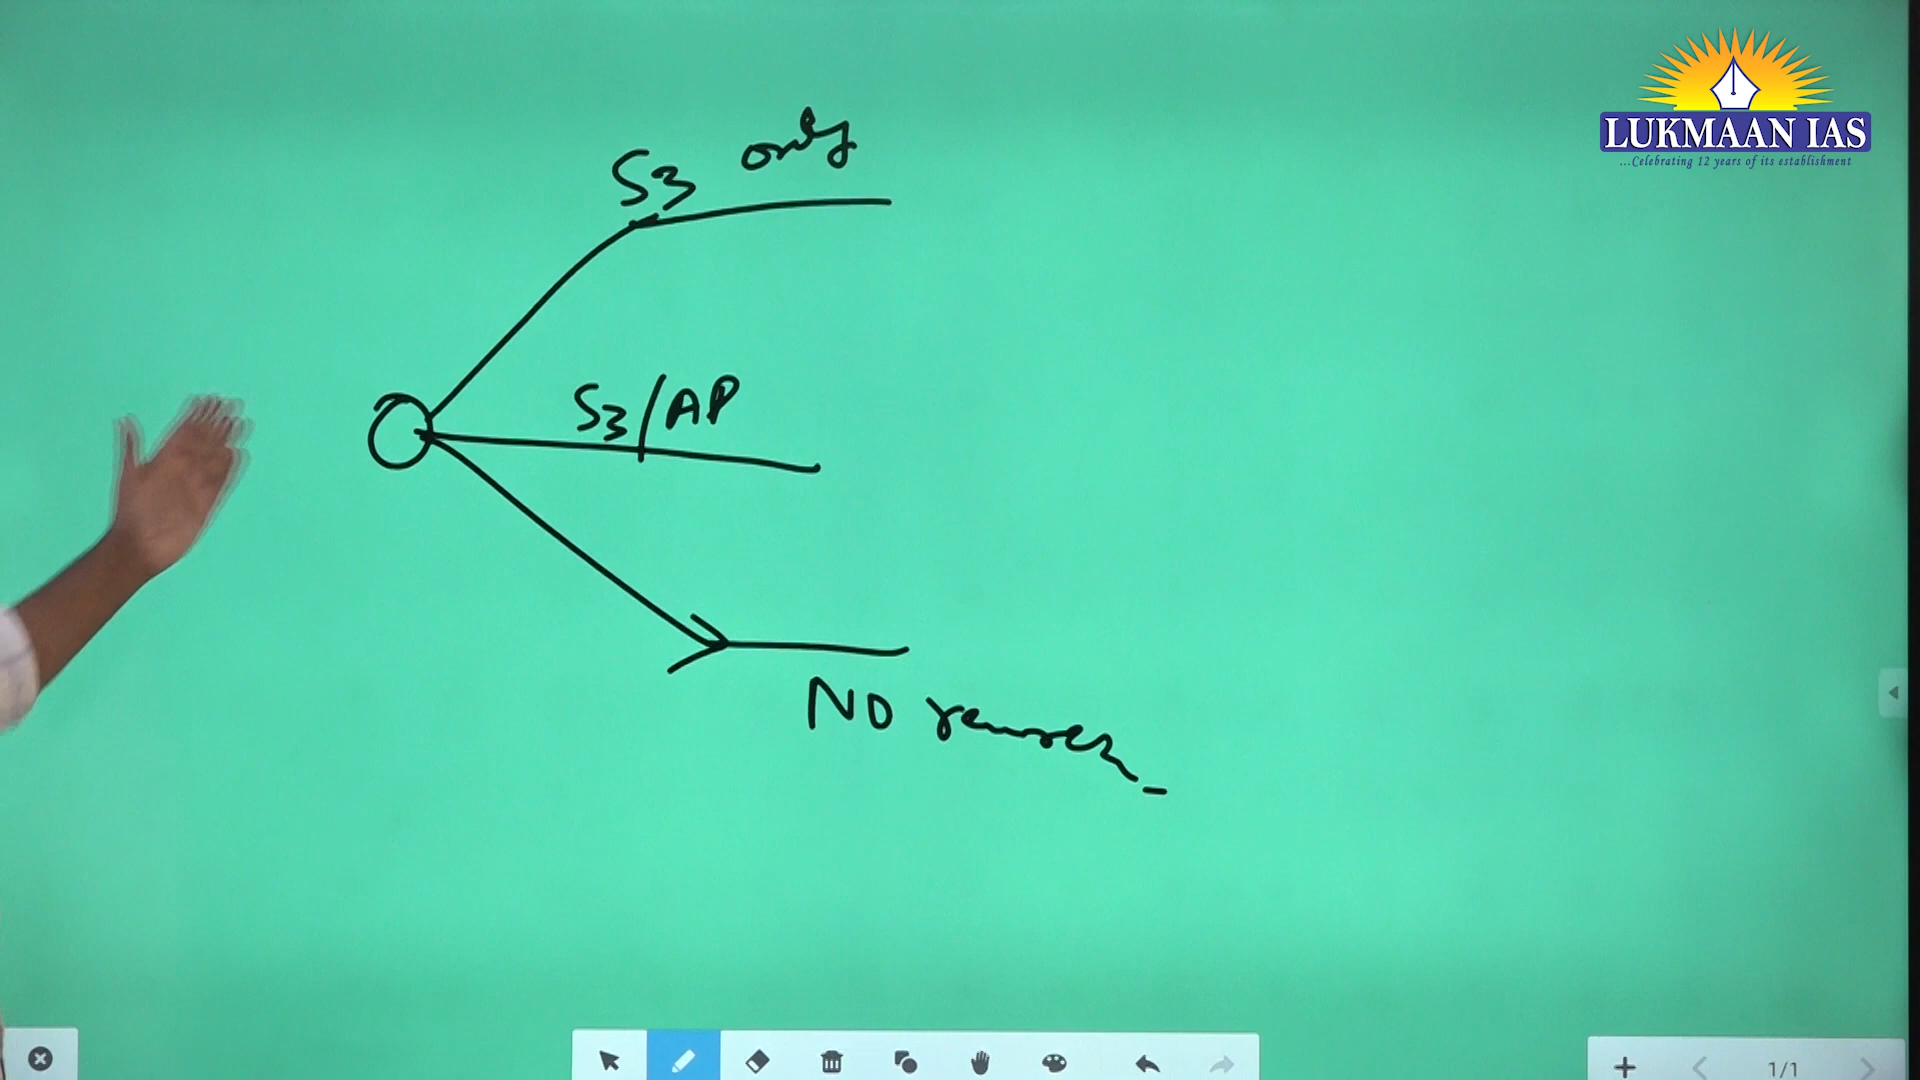 LUKMAAN IAS
...Celebrating 12 years of its establishment
S3 only
S3/AP
NO
1/1